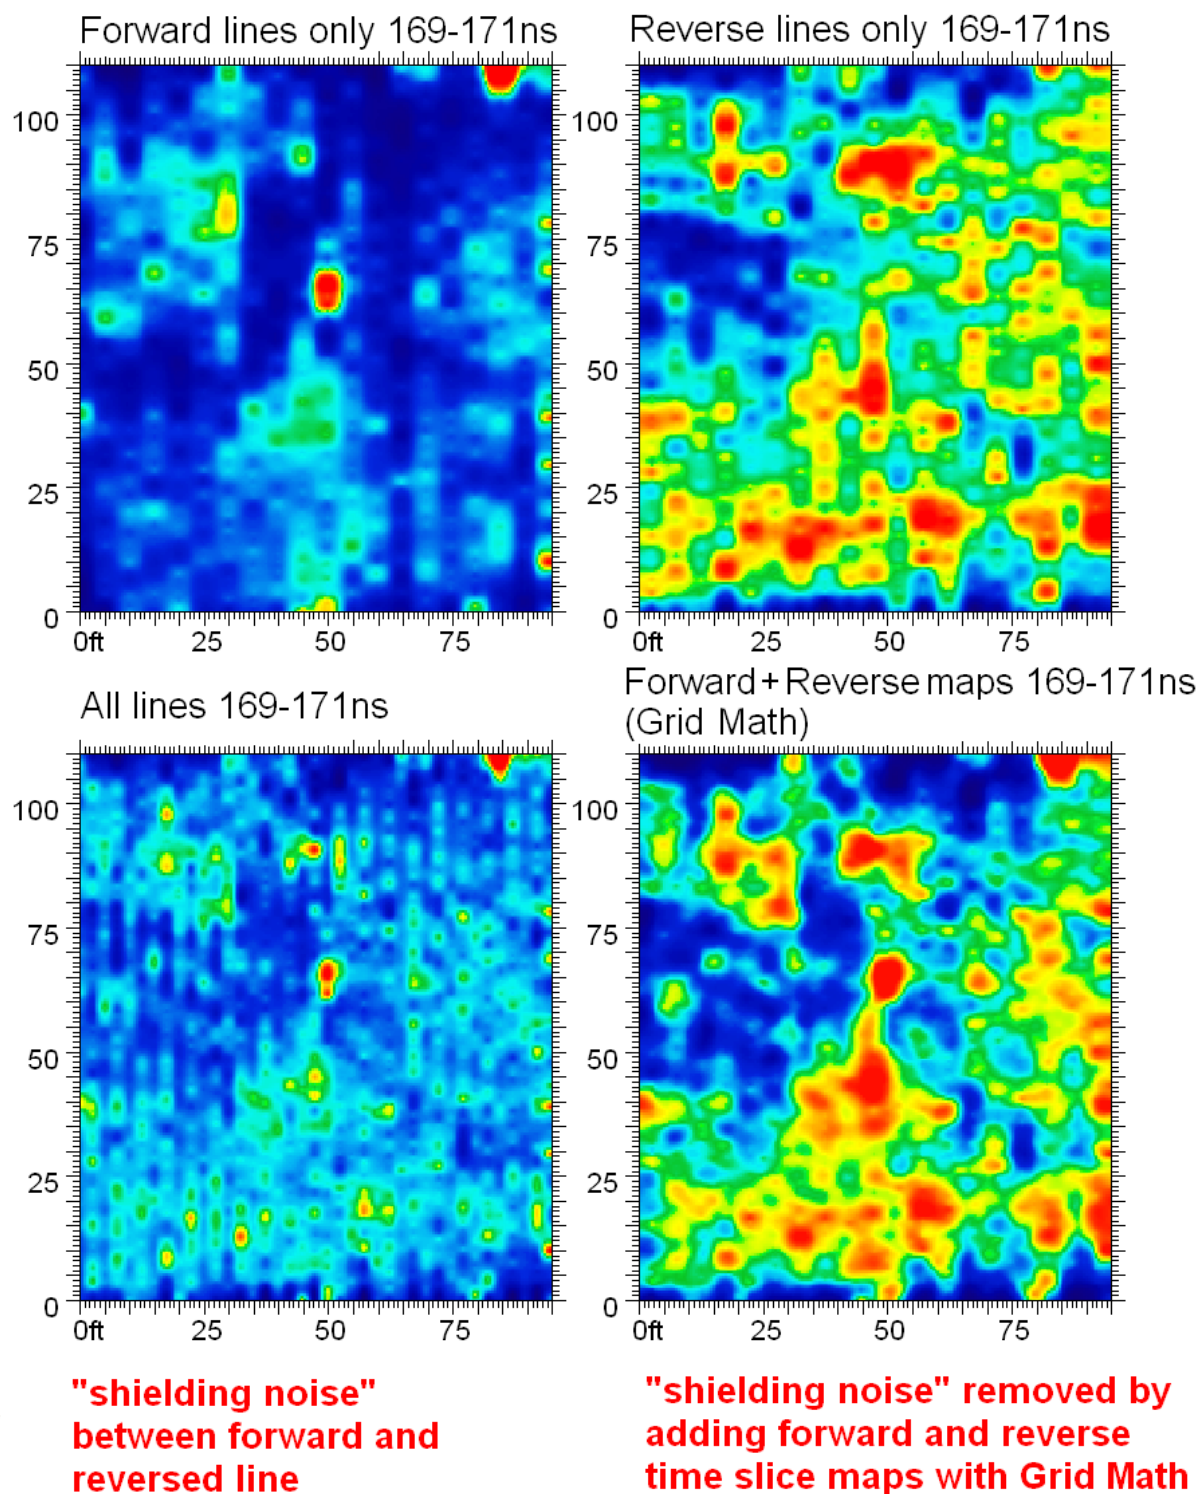 Forward lines only 169-171ns
100
75
50
25
0
0ft 25 50 75
Reverse lines only 169-171ns
100
75
50
25
0
0ft 25 50 75
All lines 169-171ns
100
75
50
25
0
0ft 25 50 75
Forward+Reverse maps 169-171ns
(Grid Math)
100
75
50
25
0
0ft 25 50 75
"shielding noise"
between forward and
reversed line
"shielding noise" removed by
adding forward and reverse
time slice maps with Grid Math